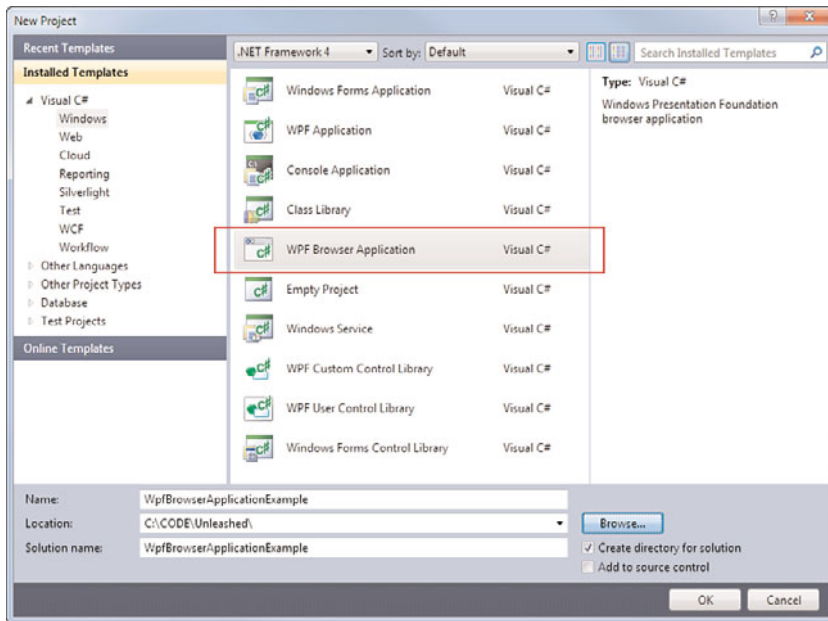 New Project
Recent Templates
Installed Templates
Visual C#
Windows
Web
Cloud
Reporting
Silverlight
Test
WCF
Workflow
Other Languages
Other Project Types
Database
Test Projects
Online Templates
.NET Framework 4
Sort by: Default
Search Installed Templates
Windows Forms Application Visual C#
WPF Application Visual C#
Console Application Visual C#
Class Library Visual C#
WPF Browser Application Visual C#
Empty Project Visual C#
Windows Service Visual C#
WPF Custom Control Library Visual C#
WPF User Control Library Visual C#
Windows Forms Control Library Visual C#
Type: Visual C#
Windows Presentation Foundation
browser application
Name: WpfBrowserApplicationExample
Location: C:\CODE\Unleashed\
Solution name: WpfBrowserApplicationExample
Browse...
Create directory for solution
Add to source control
OK Cancel